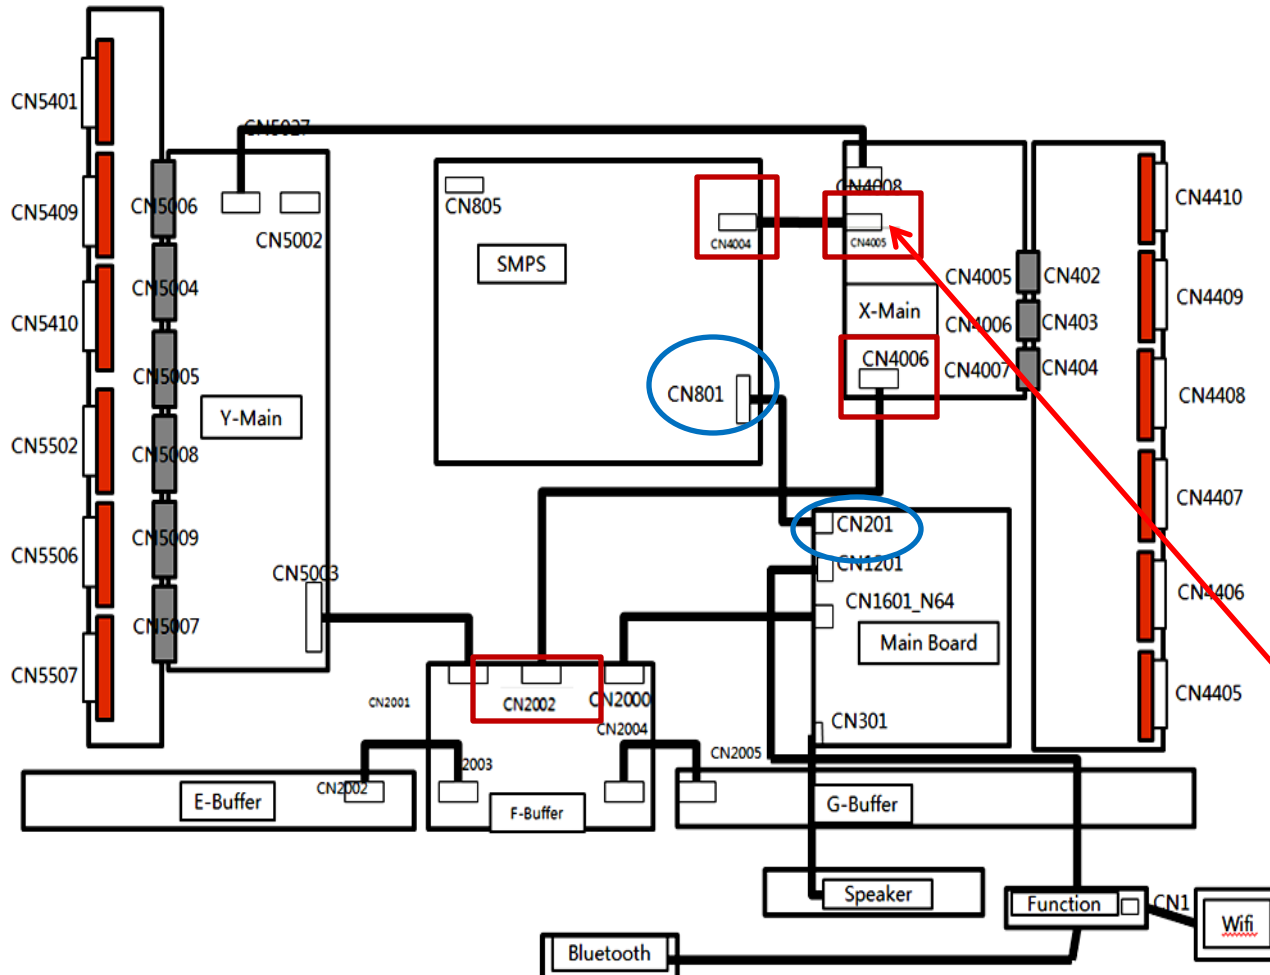 CN5401
CN5409
CN5410
CN5502
CN5506
CN5507
CN5027
CN5006
CN5002
CN5004
CN5005
CN5008
CN5009
CN5007
CN5003
Y-Main
CN805
SMPS
CN4004
CN801
CN4008
CN4005
X-Main
CN4006
CN4005
CN4006
CN4007
CN402
CN403
CN404
CN4410
CN4409
CN4408
CN4407
CN4406
CN4405
CN201
CN1201
CN1601_N64
Main Board
CN301
CN2001
CN2002
CN2000
CN2004
2003
CN2005
CN2002
E-Buffer
F-Buffer
G-Buffer
Speaker
Function
CN1
Wifi
Bluetooth